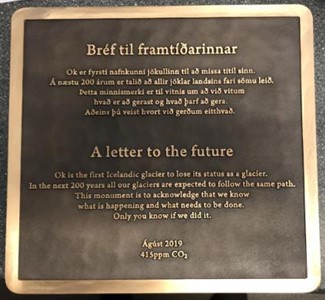 Bréf til framtíðarinnar
Ok er fyrsti nafnkunni jökullinn til að missa titil sinn.
Á næstu 200 árum er talið að allir jöklar landsins fari sömu leið.
Þetta minnismerki er til vitnis um að við vitum
hvað er að gerast og hvað þarf að gera.
Aðeins þú veist hvort við gerðum eitthvað.
A letter to the future
Ok is the first Icelandic glacier to lose its status as a glacier.
In the next 200 years all our glaciers are expected to follow the same path.
This monument is to acknowledge that we know
what is happening and what needs to be done.
Only you know if we did it.
Ágúst 2019
415ppm CO₂